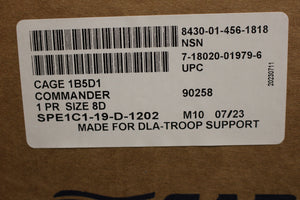 8430-01-456-1818
NSN
7-18020-01979-6
UPC
20230711
CAGE 1B5D1
COMMANDER 90258
1 PR SIZE 8D
SPE1C1-19-D-1202 M10 07/23
MADE FOR DLA-TROOP SUPPORT